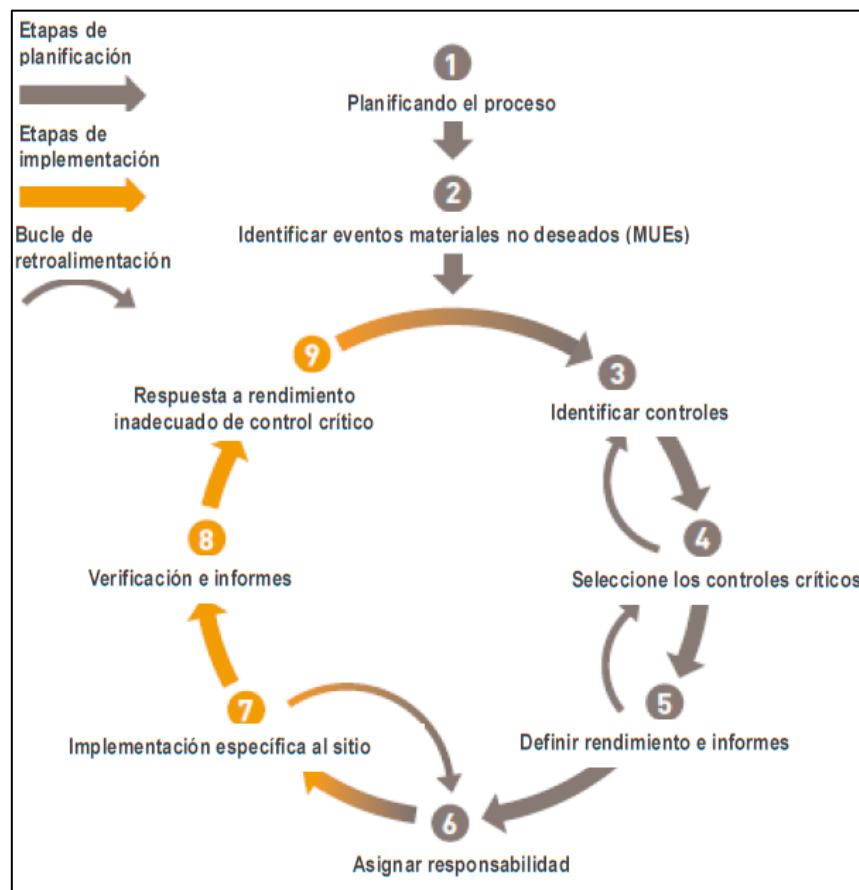 Etapas de
planificación
Etapas de
implementación
Bucle de
retroalimentación
1
Planificando el proceso
2
Identificar eventos materiales no deseados (MUEs)
3
Identificar controles
4
Seleccione los controles críticos
5
Definir rendimiento e informes
6
Asignar responsabilidad
7
Implementación específica al sitio
8
Verificación e informes
9
Respuesta a rendimiento
inadecuado de control crítico